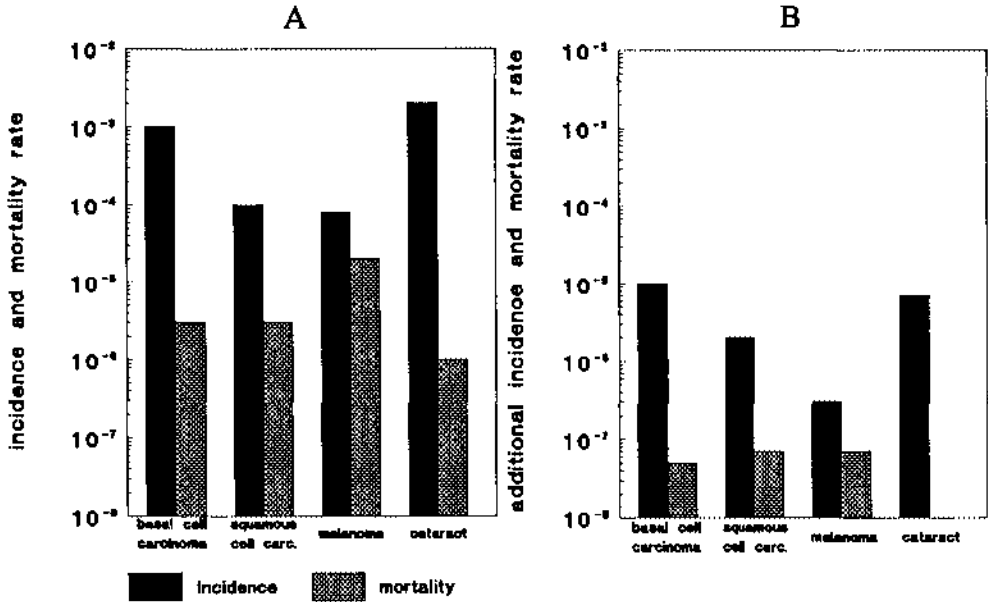 A
incidence and mortality rate
10⁻²
10⁻³
10⁻⁴
10⁻⁵
10⁻⁶
10⁻⁷
10⁻⁸
basal cell
carcinoma
squamous
cell carc.
melanoma
cataract
B
additional incidence and mortality rate
10⁻²
10⁻³
10⁻⁴
10⁻⁵
10⁻⁶
10⁻⁷
10⁻⁸
basal cell
carcinoma
squamous
cell carc.
melanoma
cataract
incidence
mortality